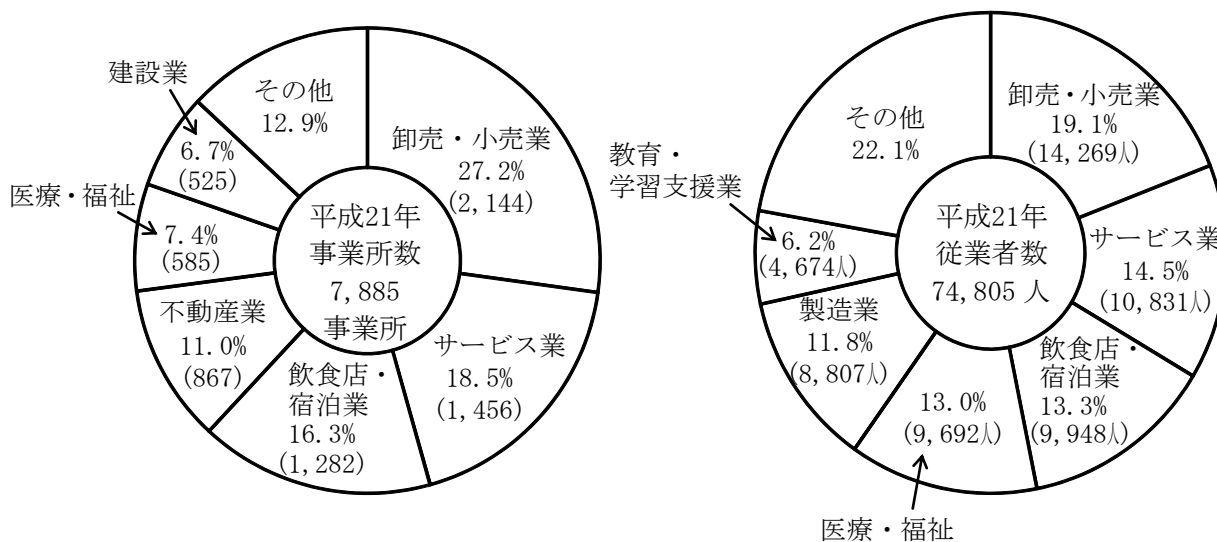 建設業
6.7%
(525)
その他
12.9%
卸売・小売業
27.2%
(2,144)
医療・福祉
7.4%
(585)
平成21年
事業所数
7,885
事業所
不動産業
11.0%
(867)
飲食店・
宿泊業
16.3%
(1,282)
サービス業
18.5%
(1,456)
その他
22.1%
卸売・小売業
19.1%
(14,269人)
教育・
学習支援業
6.2%
(4,674人)
平成21年
従業者数
74,805 人
サービス業
14.5%
(10,831人)
製造業
11.8%
(8,807人)
13.0%
(9,692人)
医療・福祉
飲食店・
宿泊業
13.3%
(9,948人)